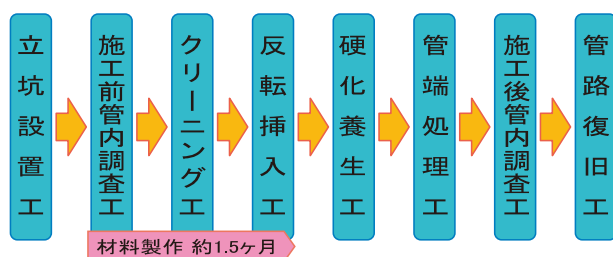 立坑設置工
施工前管内調査工
クリーニング工
反転挿入工
硬化養生工
管端処理工
施工後管内調査工
管路復旧工
材料製作 約1.5ヶ月